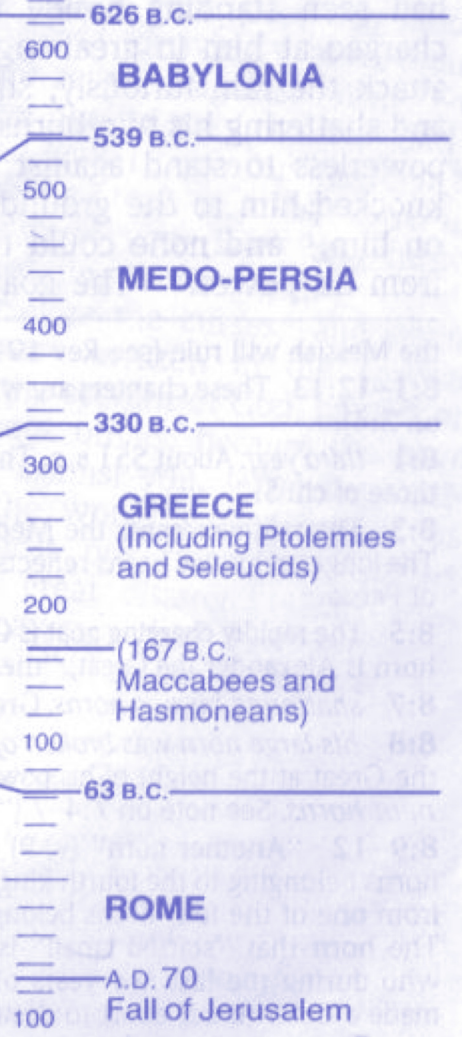 626 B.C.
600
BABYLONIA
539 B.C.
500
MEDO-PERSIA
400
330 B.C.
300
GREECE
(Including Ptolemies
and Seleucids)
200
(167 B.C.
Maccabees and
Hasmoneans)
100
63 B.C.
ROME
A.D. 70
Fall of Jerusalem
100